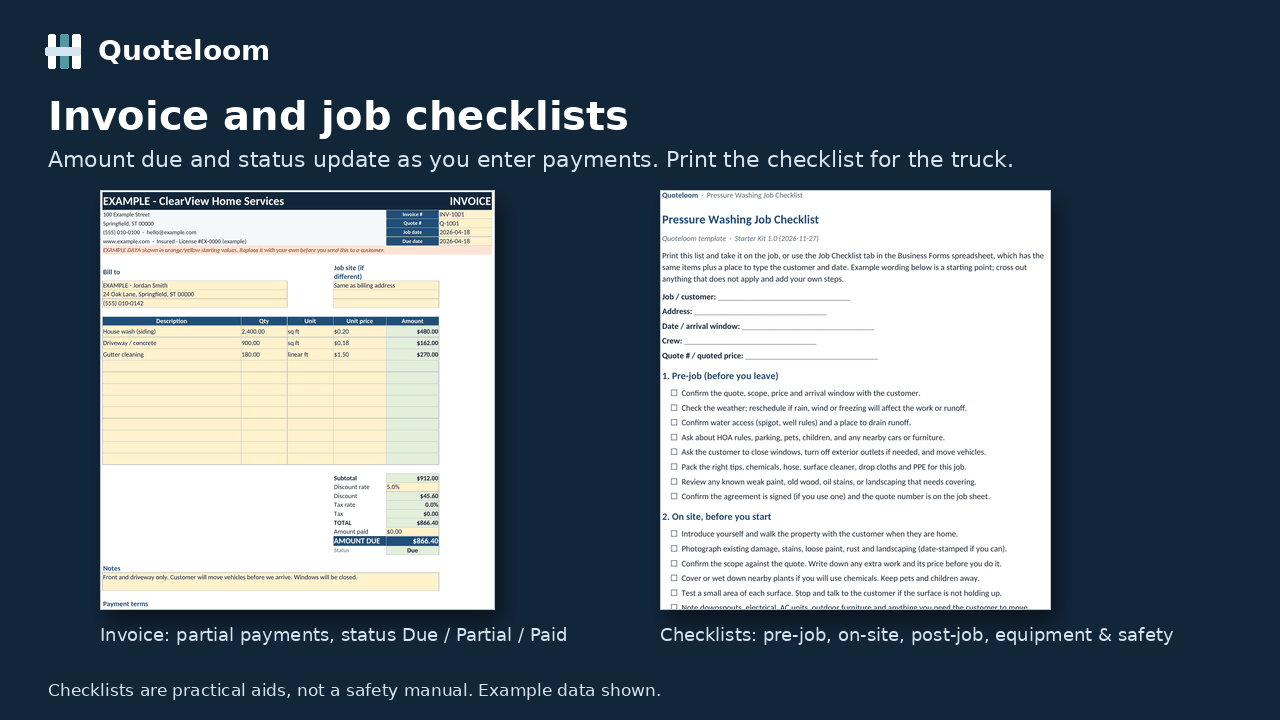 Quoteloom
Invoice and job checklists
Amount due and status update as you enter payments. Print the checklist for the truck.
EXAMPLE - ClearView Home Services INVOICE
100 Example Street Invoice # INV-1001
Springfield, ST 00000 Quote # Q-1001
(555) 010-0100 · hello@example.com Job date 2026-04-18
www.example.com · Insured · License #EX-0000 (example) Due date 2026-04-18
EXAMPLE DATA shown in orange/yellow starting values. Replace it with your own before you send this to a customer.
Bill to Job site (if different)
EXAMPLE - Jordan Smith Same as billing address
24 Oak Lane, Springfield, ST 00000
(555) 010-0142
Description Qty Unit Unit price Amount
House wash (siding) 2,400.00 sq ft $0.20 $480.00
Driveway / concrete 900.00 sq ft $0.18 $162.00
Gutter cleaning 180.00 linear ft $1.50 $270.00
Subtotal $912.00
Discount rate 5.0%
Discount $45.60
Tax rate 0.0%
Tax $0.00
TOTAL $866.40
Amount paid $0.00
AMOUNT DUE $866.40
Status Due
Notes
Front and driveway only. Customer will move vehicles before we arrive. Windows will be closed.
Payment terms
Quoteloom · Pressure Washing Job Checklist
Pressure Washing Job Checklist
Quoteloom template · Starter Kit 1.0 (2026-11-27)
Print this list and take it on the job, or use the Job Checklist tab in the Business Forms spreadsheet, which has the
same items plus a place to type the customer and date. Example wording below is a starting point; cross out
anything that does not apply and add your own steps.
Job / customer: ______________________________
Address: ______________________________
Date / arrival window: ______________________________
Crew: ______________________________
Quote # / quoted price: ______________________________
1. Pre-job (before you leave)
☐ Confirm the quote, scope, price and arrival window with the customer.
☐ Check the weather; reschedule if rain, wind or freezing will affect the work or runoff.
☐ Confirm water access (spigot, well rules) and a place to drain runoff.
☐ Ask about HOA rules, parking, pets, children, and any nearby cars or furniture.
☐ Ask the customer to close windows, turn off exterior outlets if needed, and move vehicles.
☐ Pack the right tips, chemicals, hose, surface cleaner, drop cloths and PPE for this job.
☐ Review any known weak paint, old wood, oil stains, or landscaping that needs covering.
☐ Confirm the agreement is signed (if you use one) and the quote number is on the job sheet.
2. On site, before you start
☐ Introduce yourself and walk the property with the customer when they are home.
☐ Photograph existing damage, stains, loose paint, rust and landscaping (date-stamped if you can).
☐ Confirm the scope against the quote. Write down any extra work and its price before you do it.
☐ Cover or wet down nearby plants if you will use chemicals. Keep pets and children away.
☐ Test a small area of each surface. Stop and talk to the customer if the surface is not holding up.
☐ Note downspouts, electrical, AC units, outdoor furniture and anything you need the customer to move.
Invoice: partial payments, status Due / Partial / Paid
Checklists: pre-job, on-site, post-job, equipment & safety
Checklists are practical aids, not a safety manual. Example data shown.